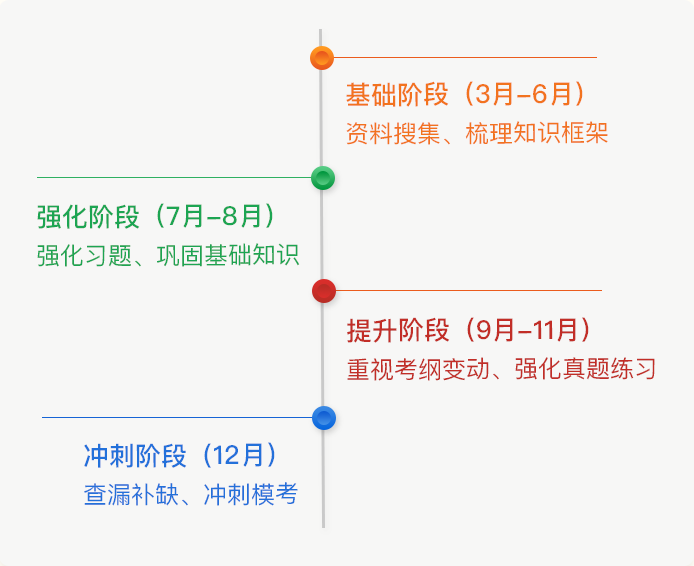 基础阶段（3月-6月）
资料搜集、梳理知识框架
强化阶段（7月-8月）
强化习题、巩固基础知识
提升阶段（9月-11月）
重视考纲变动、强化真题练习
冲刺阶段（12月）
查漏补缺、冲刺模考